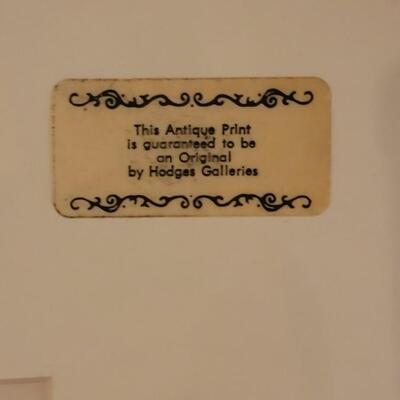 This Antique Print
is guaranteed to be
an Original
by Hodges Galleries